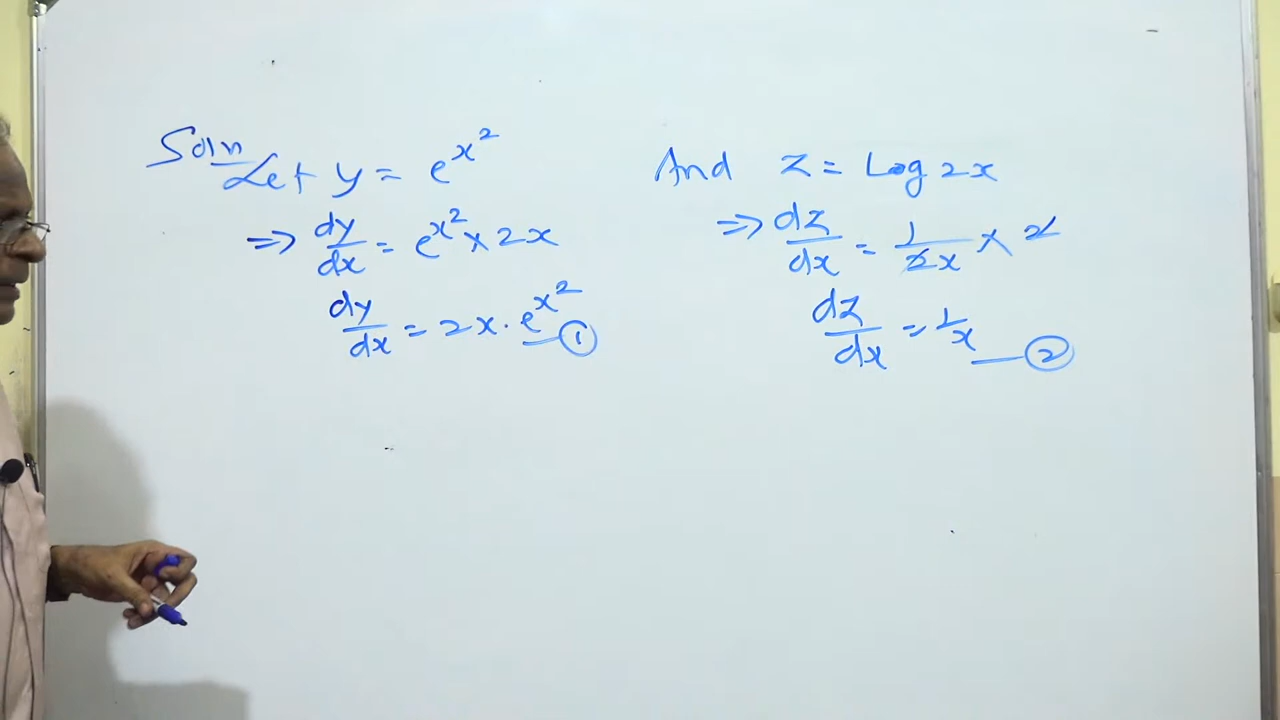 Soln
Let y = e^{x^2}
⇒ dy/dx = e^{x^2} × 2x
dy/dx = 2x · e^{x^2} — ①
And z = Log 2x
⇒ dz/dx = 1/2x × 2
dz/dx = 1/x — ②